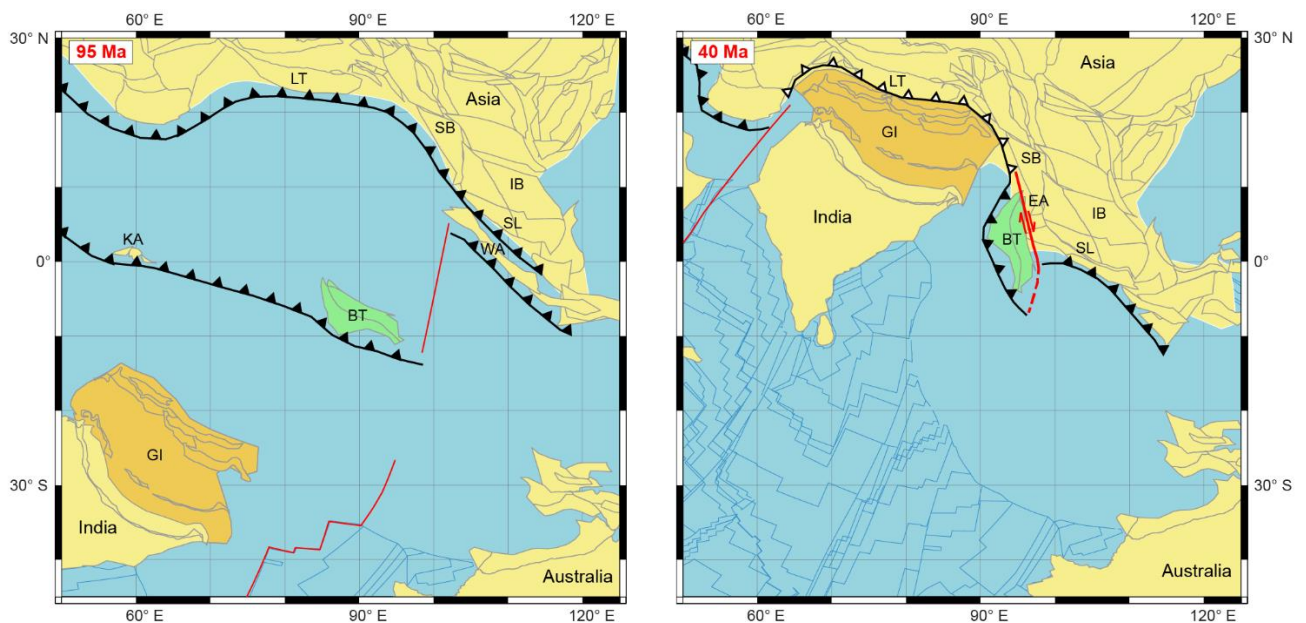 60° E 90° E 120° E
30° N
95 Ma
LT
Asia
SB
IB
SL
KA
WA
0°
BT
GI
30° S
India
Australia
60° E 90° E 120° E
60° E 90° E 120° E
30° N
40 Ma
LT
Asia
GI
SB
EA
India
IB
BT
SL
0°
30° S
Australia
60° E 90° E 120° E